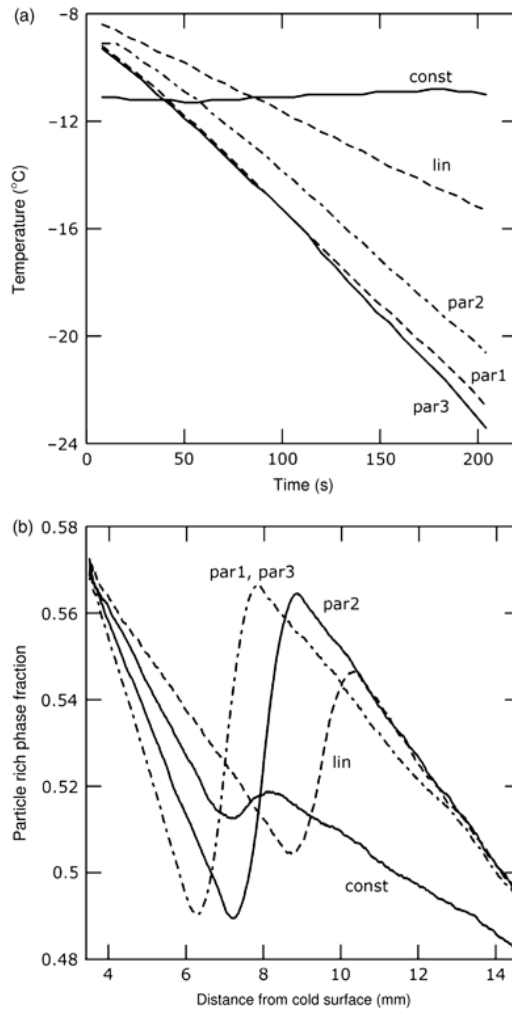 (a)
−8
−12
−16
−20
−24
Temperature (°C)
const
lin
par2
par1
par3
0 50 100 150 200
Time (s)
(b)
0.58
0.56
0.54
0.52
0.5
0.48
Particle rich phase fraction
par1, par3
par2
lin
const
4 6 8 10 12 14
Distance from cold surface (mm)